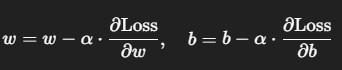 w = w − α · ∂Loss/∂w, b = b − α · ∂Loss/∂b